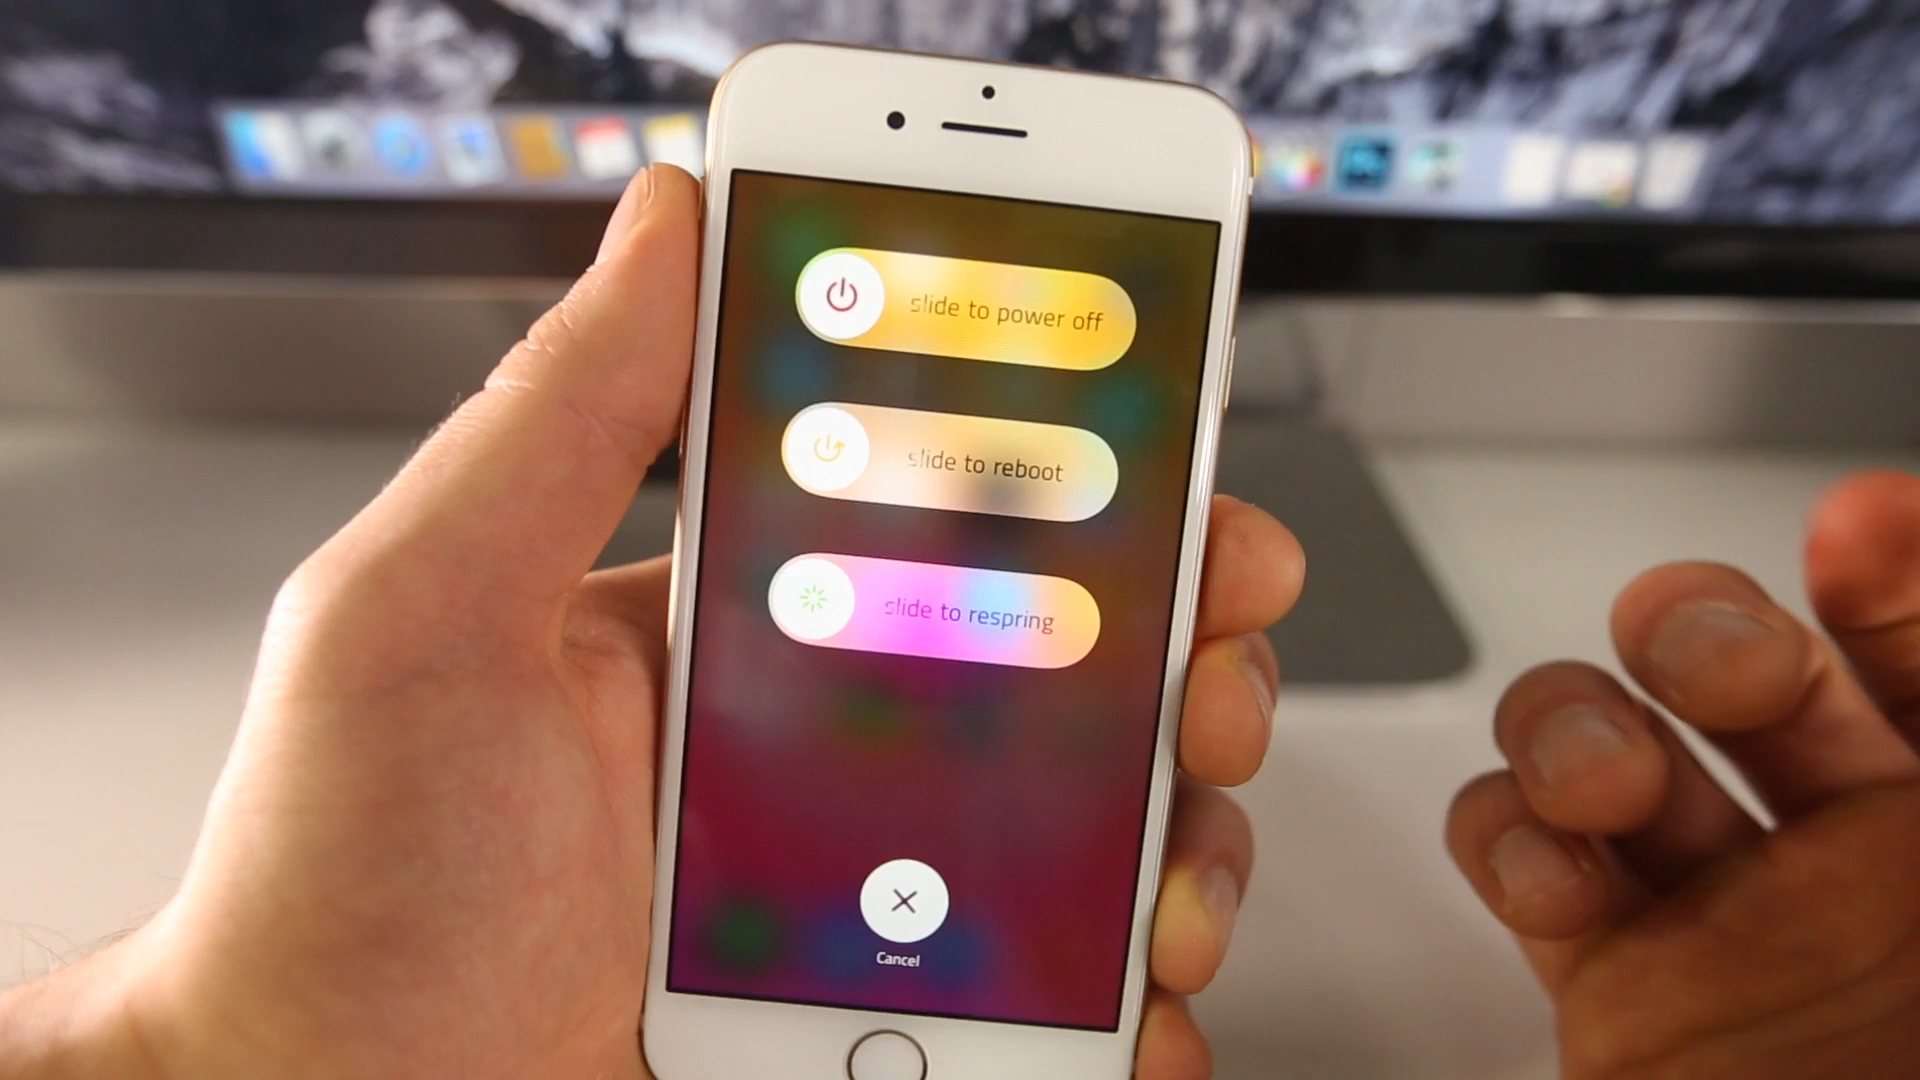 slide to power off
slide to reboot
slide to respring
Cancel